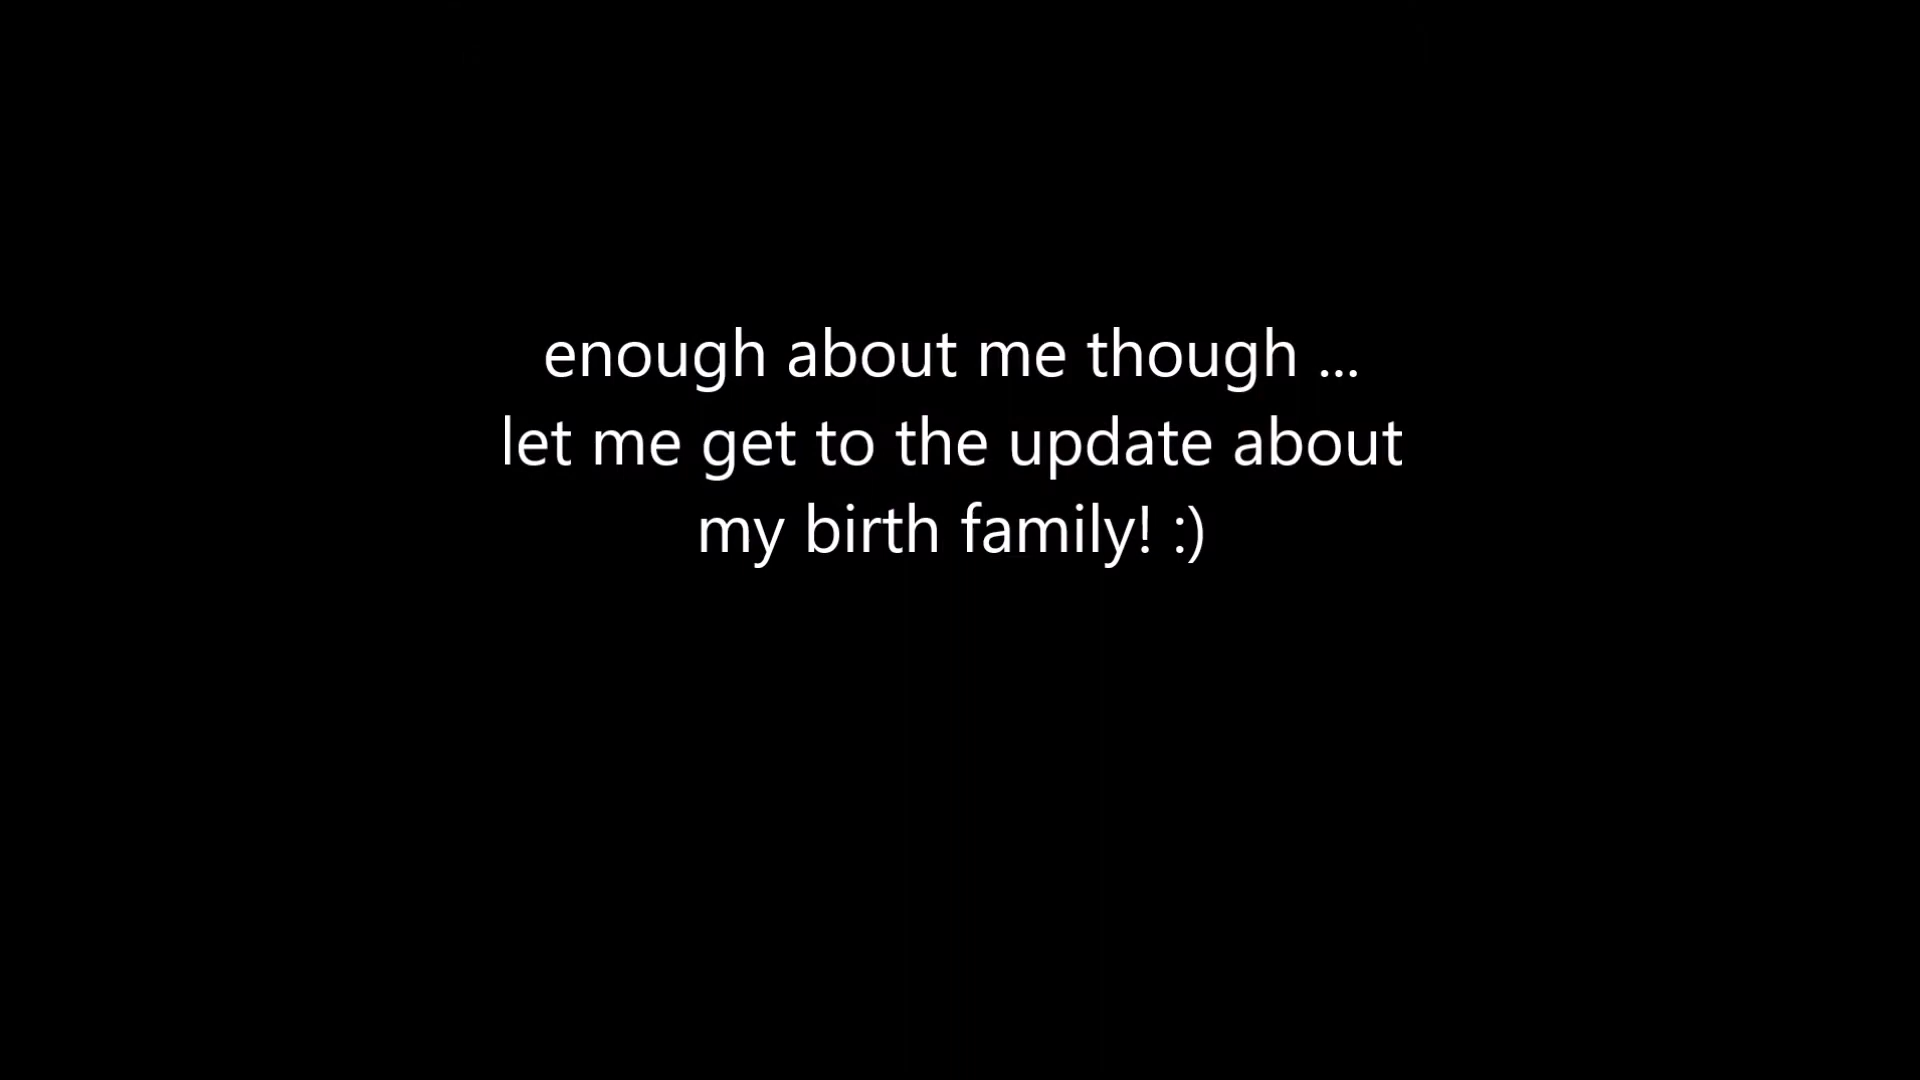 enough about me though ...
let me get to the update about
my birth family! :)